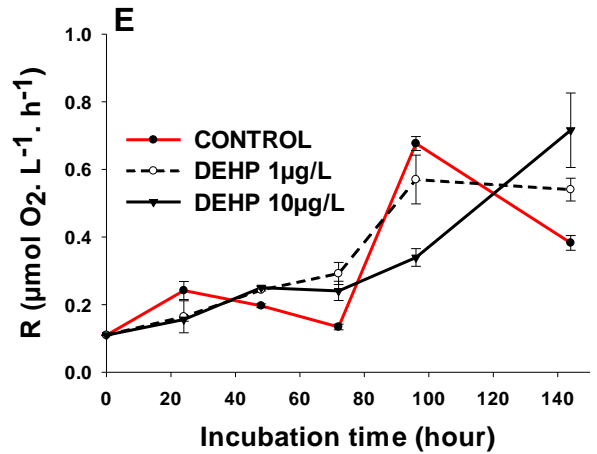 E
R (µmol O₂. L⁻¹. h⁻¹)
1.0
0.8
0.6
0.4
0.2
0.0
CONTROL
DEHP 1µg/L
DEHP 10µg/L
0 20 40 60 80 100 120 140
Incubation time (hour)